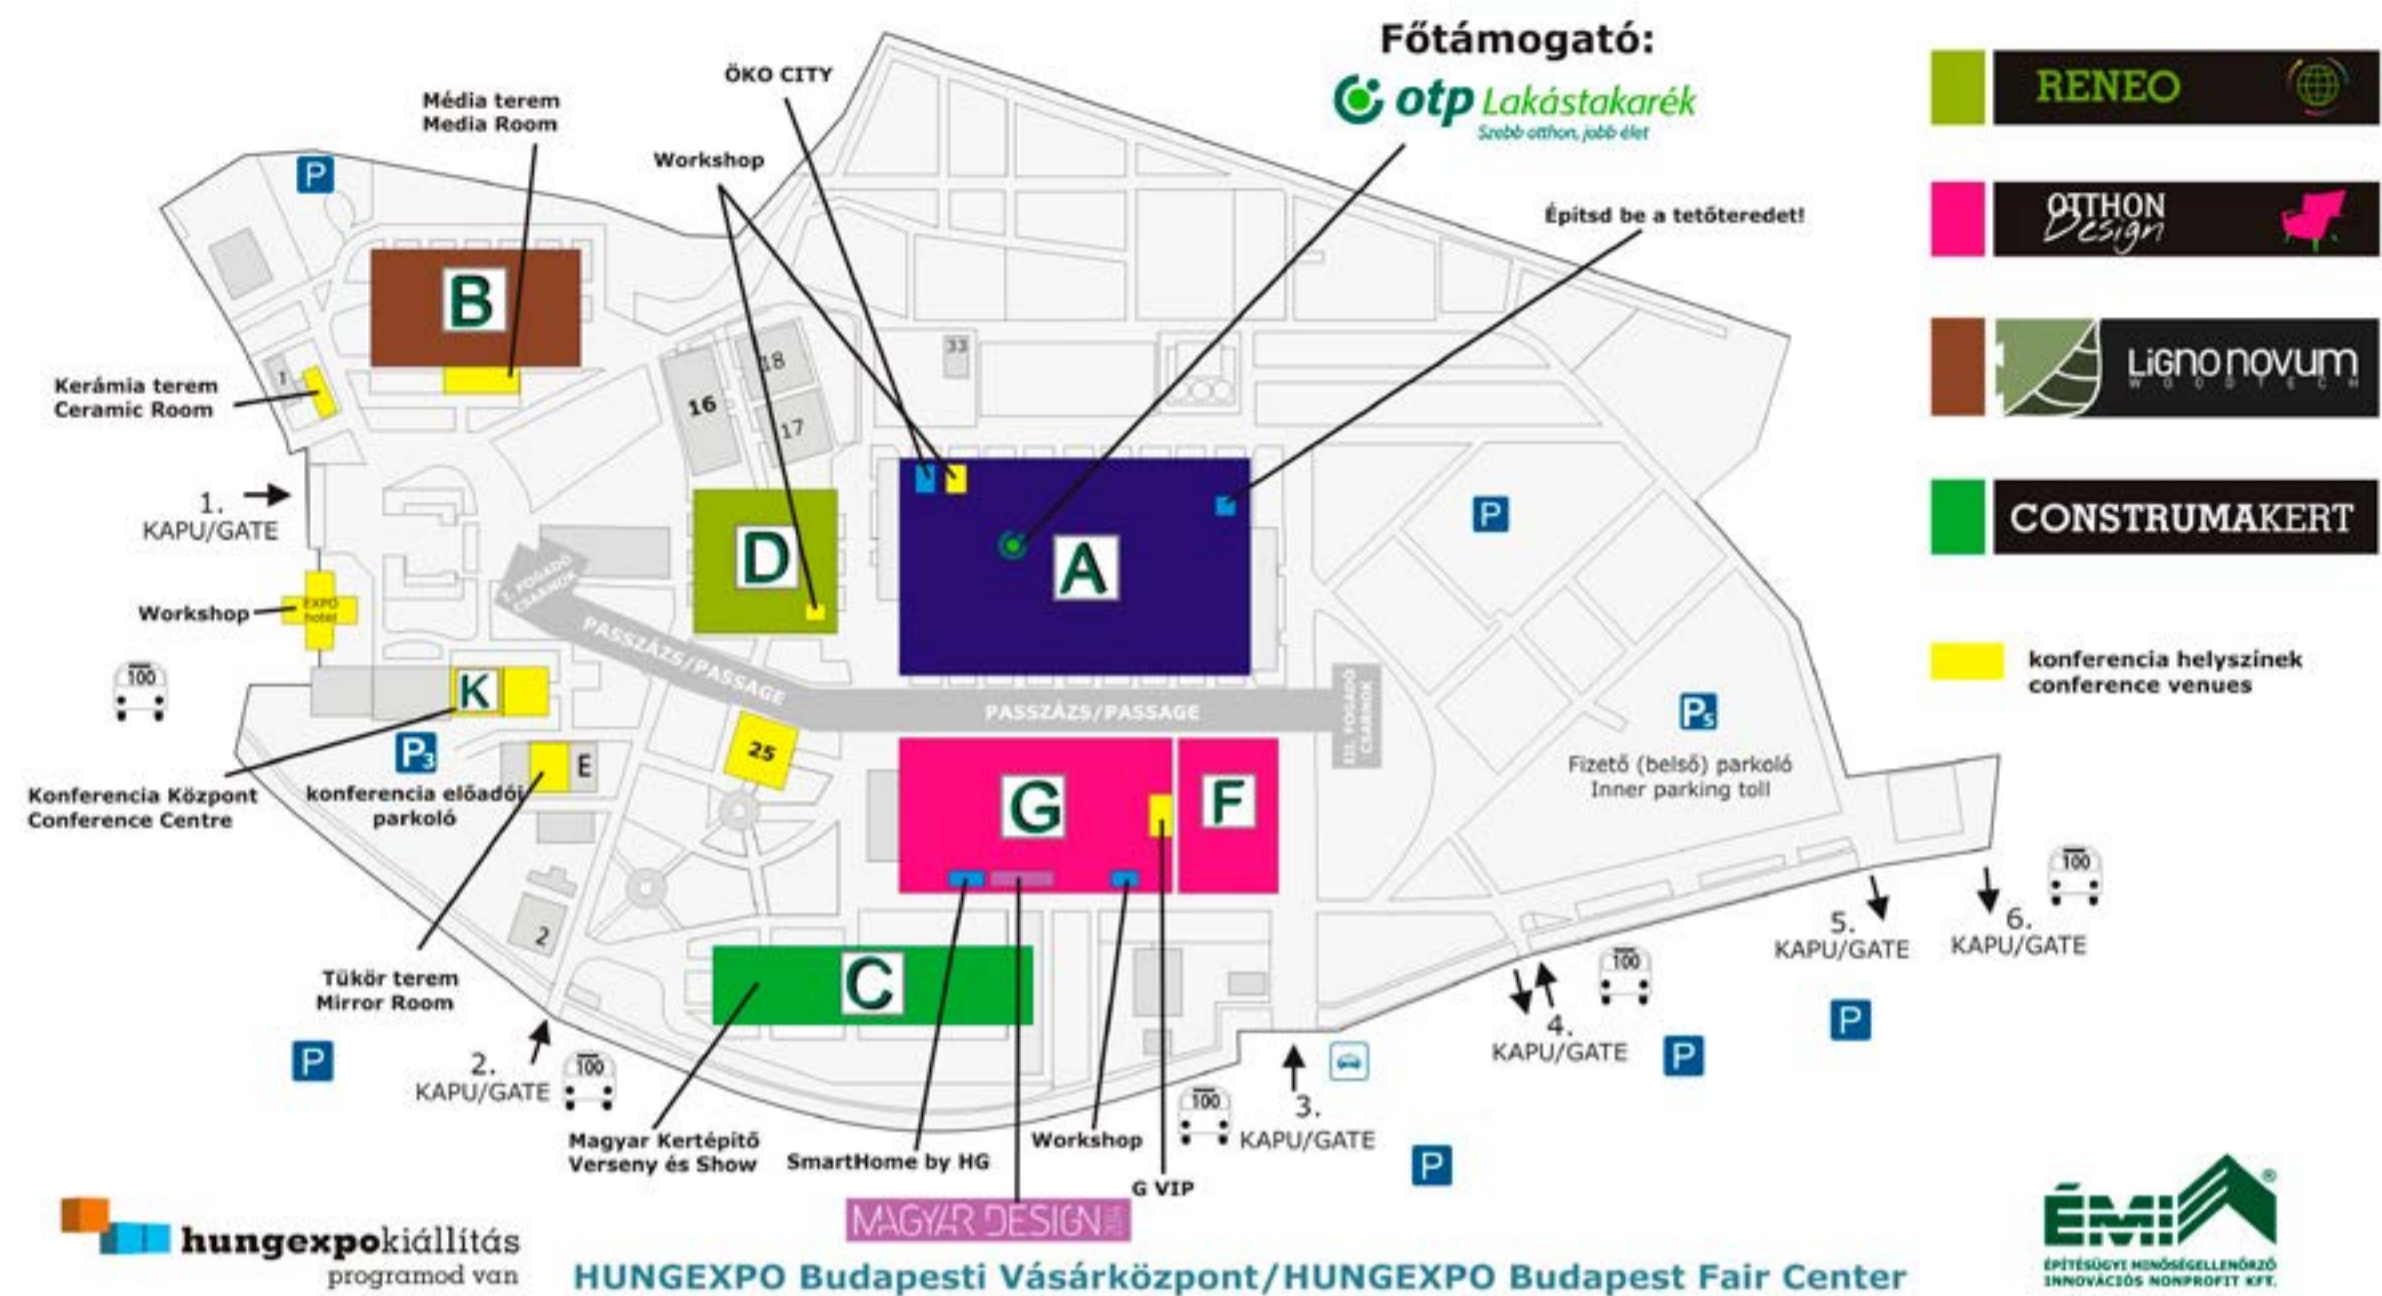 Főtámogató:
otp Lakástakarék
Szebb otthon, jobb élet
ÖKO CITY
Média terem
Media Room
Workshop
Építsd be a tetőteredet!
RENEO
OTTHON
Design
LiGNO NOVUM
WOODTECH
CONSTRUMAKERT
konferencia helyszínek
conference venues
P
B
Kerámia terem
Ceramic Room
33
18
16
17
1.
KAPU/GATE
D
A
P
Workshop
EXPO
hotel
I. FOGADÓ
CSARNOK
PASSZÁZS/PASSAGE
PASSZÁZS/PASSAGE
CSARNOK
100
K
P3
25
E
Konferencia Központ
Conference Centre
konferencia előadói
parkoló
G
F
P5
Fizető (belső) parkoló
Inner parking toll
2
C
Tükör terem
Mirror Room
P
2.
KAPU/GATE
100
Magyar Kertépítő
Verseny és Show
SmartHome by HG
Workshop
G VIP
MAGYAR DESIGN
100
3.
KAPU/GATE
P
4.
KAPU/GATE
100
P
5.
KAPU/GATE
P
6.
KAPU/GATE
100
hungexpokiállítás
programod van
HUNGEXPO Budapesti Vásárközpont/HUNGEXPO Budapest Fair Center
ÉMI
®
ÉPÍTÉSÜGYI MINŐSÉGELLENŐRZŐ
INNOVÁCIÓS NONPROFIT KFT.